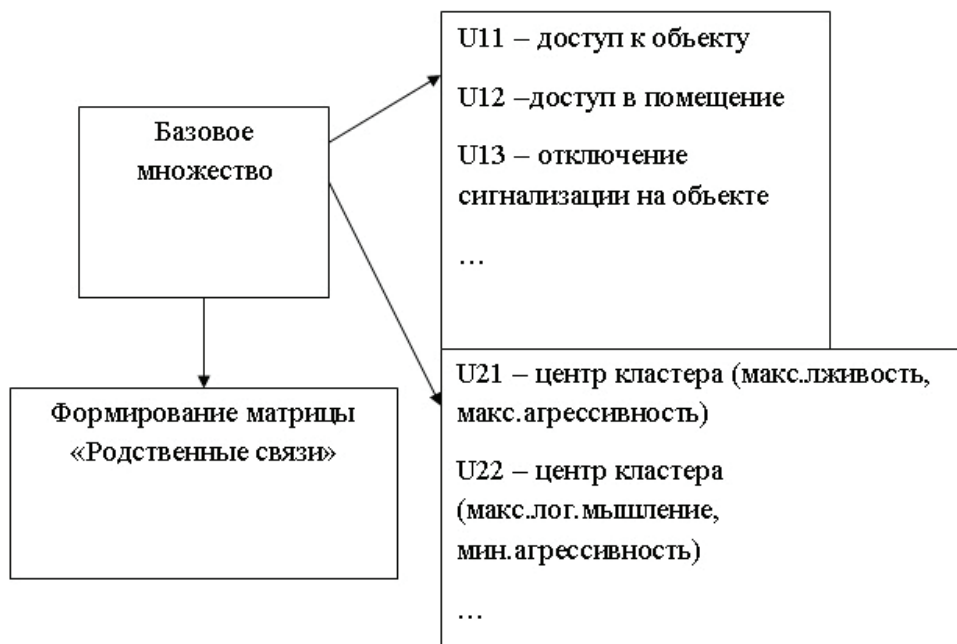 Базовое
множество
Формирование матрицы
«Родственные связи»
U11 – доступ к объекту
U12 –доступ в помещение
U13 – отключение
сигнализации на объекте
…
U21 – центр кластера (макс.лживость,
макс.агрессивность)
U22 – центр кластера
(макс.лог.мышление,
мин.агрессивность)
…